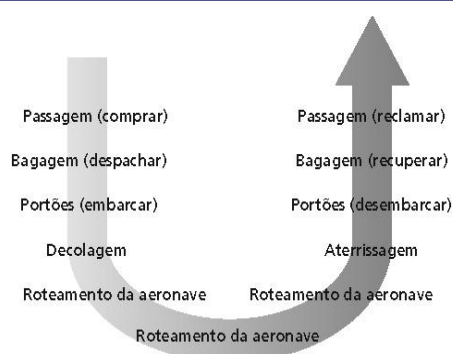 Passagem (comprar)
Passagem (reclamar)
Bagagem (despachar)
Bagagem (recuperar)
Portões (embarcar)
Portões (desembarcar)
Decolagem
Aterrissagem
Roteamento da aeronave
Roteamento da aeronave
Roteamento da aeronave